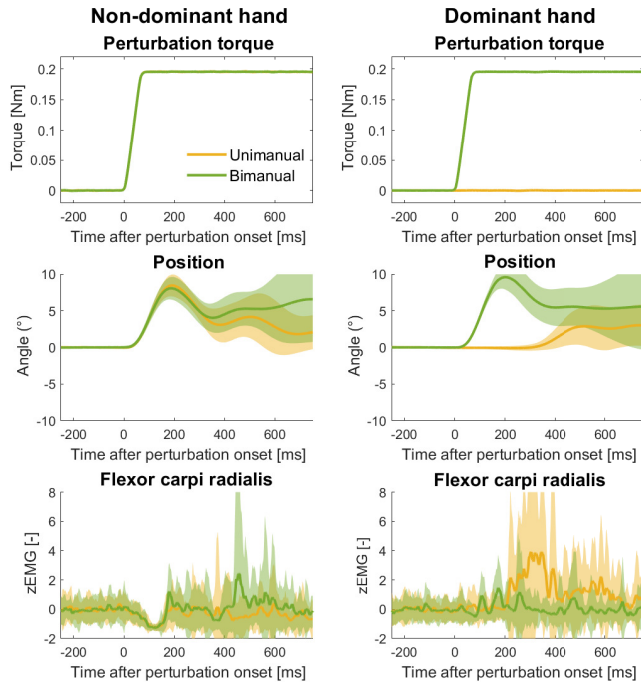 Non-dominant hand
Dominant hand
Perturbation torque
Perturbation torque
Torque [Nm]
0.2
0.15
0.1
0.05
0
Unimanual
Bimanual
-200 0 200 400 600
Time after perturbation onset [ms]
Torque [Nm]
0.2
0.15
0.1
0.05
0
-200 0 200 400 600
Time after perturbation onset [ms]
Position
Angle (°)
10
5
0
-5
-10
-200 0 200 400 600
Time after perturbation onset [ms]
Position
Angle (°)
10
5
0
-5
-10
-200 0 200 400 600
Time after perturbation onset [ms]
Flexor carpi radialis
zEMG [-]
8
6
4
2
0
-2
-200 0 200 400 600
Time after perturbation onset [ms]
Flexor carpi radialis
zEMG [-]
8
6
4
2
0
-2
-200 0 200 400 600
Time after perturbation onset [ms]